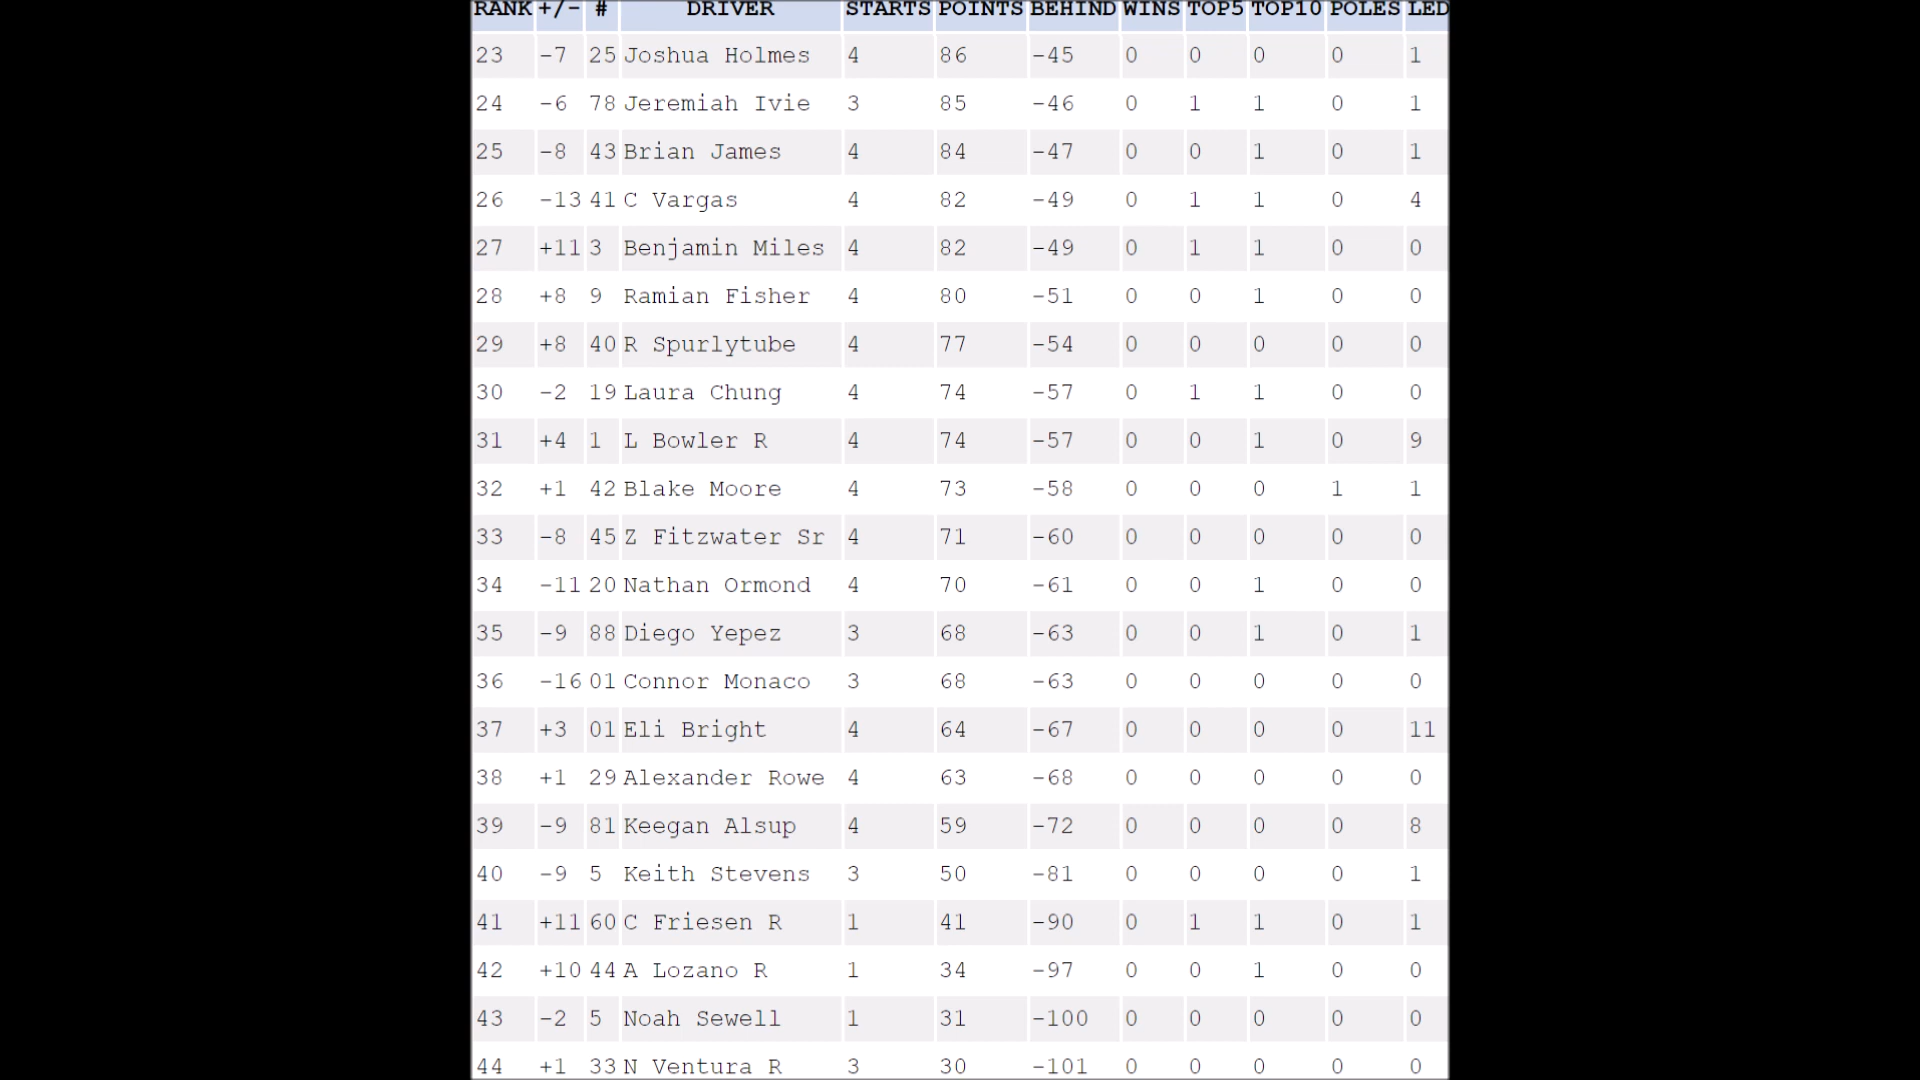 RANK +/- # DRIVER STARTS POINTS BEHIND WINS TOP5 TOP10 POLES LED
23 -7 25 Joshua Holmes 4 86 -45 0 0 0 0 1
24 -6 78 Jeremiah Ivie 3 85 -46 0 1 1 0 1
25 -8 43 Brian James 4 84 -47 0 0 1 0 1
26 -13 41 C Vargas 4 82 -49 0 1 1 0 4
27 +11 3 Benjamin Miles 4 82 -49 0 1 1 0 0
28 +8 9 Ramian Fisher 4 80 -51 0 0 1 0 0
29 +8 40 R Spurlytube 4 77 -54 0 0 0 0 0
30 -2 19 Laura Chung 4 74 -57 0 1 1 0 0
31 +4 1 L Bowler R 4 74 -57 0 0 1 0 9
32 +1 42 Blake Moore 4 73 -58 0 0 0 1 1
33 -8 45 Z Fitzwater Sr 4 71 -60 0 0 0 0 0
34 -11 20 Nathan Ormond 4 70 -61 0 0 1 0 0
35 -9 88 Diego Yepez 3 68 -63 0 0 1 0 1
36 -16 01 Connor Monaco 3 68 -63 0 0 0 0 0
37 +3 01 Eli Bright 4 64 -67 0 0 0 0 11
38 +1 29 Alexander Rowe 4 63 -68 0 0 0 0 0
39 -9 81 Keegan Alsup 4 59 -72 0 0 0 0 8
40 -9 5 Keith Stevens 3 50 -81 0 0 0 0 1
41 +11 60 C Friesen R 1 41 -90 0 1 1 0 1
42 +10 44 A Lozano R 1 34 -97 0 0 1 0 0
43 -2 5 Noah Sewell 1 31 -100 0 0 0 0 0
44 +1 33 N Ventura R 3 30 -101 0 0 0 0 0